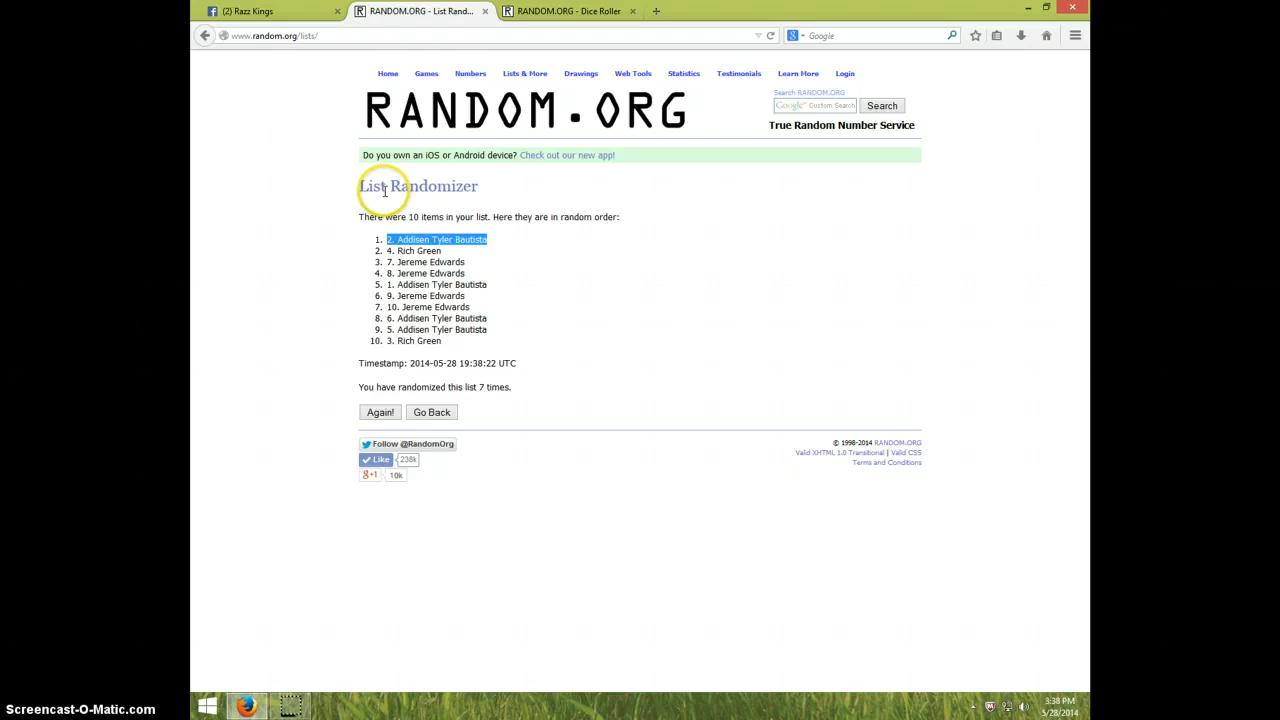 (2) Razz Kings
RANDOM.ORG - List Rand...
RANDOM.ORG - Dice Roller
www.random.org/lists/
Google
Home Games Numbers Lists & More Drawings Web Tools Statistics Testimonials Learn More Login
Search RANDOM.ORG
RANDOM.ORG
Google™ Custom Search Search
True Random Number Service
Do you own an iOS or Android device? Check out our new app!
List Randomizer
There were 10 items in your list. Here they are in random order:
1. 2. Addisen Tyler Bautista
2. 4. Rich Green
3. 7. Jereme Edwards
4. 8. Jereme Edwards
5. 1. Addisen Tyler Bautista
6. 9. Jereme Edwards
7. 10. Jereme Edwards
8. 6. Addisen Tyler Bautista
9. 5. Addisen Tyler Bautista
10. 3. Rich Green
Timestamp: 2014-05-28 19:38:22 UTC
You have randomized this list 7 times.
Again! Go Back
Follow @RandomOrg
Like 238k
g+1 10k
© 1998-2014 RANDOM.ORG
Valid XHTML 1.0 Transitional | Valid CSS
Terms and Conditions
3:38 PM
5/28/2014
Screencast-O-Matic.com